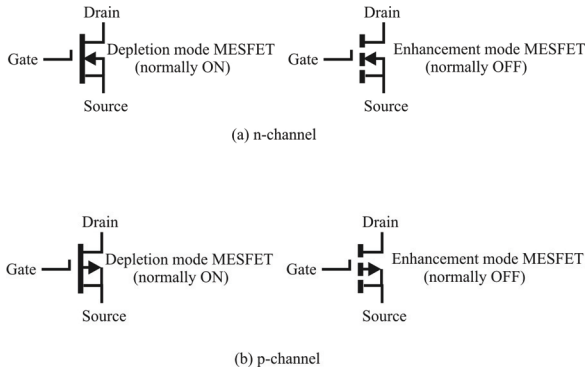 Drain
Drain
Gate
Depletion mode MESFET
(normally ON)
Gate
Enhancement mode MESFET
(normally OFF)
Source
Source
(a) n-channel
Drain
Drain
Gate
Depletion mode MESFET
(normally ON)
Gate
Enhancement mode MESFET
(normally OFF)
Source
Source
(b) p-channel